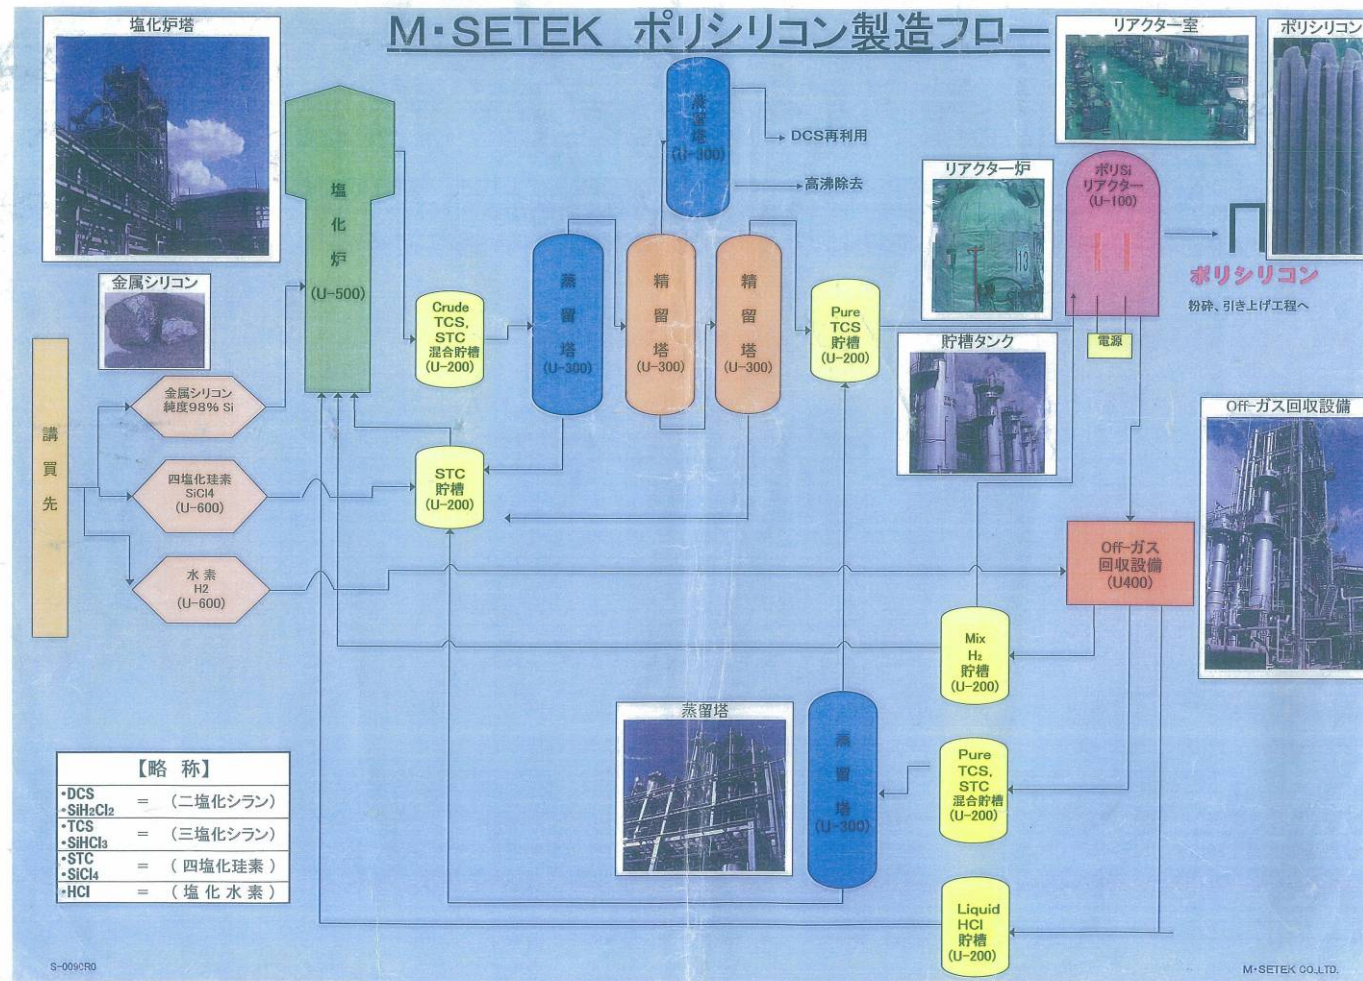 M・SETEK ポリシリコン製造フロー
塩化炉塔
リアクター室
ポリシリコン
蒸
留
塔
(U-300)
DCS再利用
高沸除去
リアクター炉
ポリSi
リアクター
(U-100)
塩
化
炉
(U-500)
金属シリコン
Crude
TCS,
STC
混合貯槽
(U-200)
蒸
留
塔
(U-300)
精
留
塔
(U-300)
精
留
塔
(U-300)
Pure
TCS
貯槽
(U-200)
113
ポリシリコン
粉砕、引き上げ工程へ
貯槽タンク
電源
講
買
先
金属シリコン
純度98% Si
四塩化珪素
SiCl4
(U-600)
水 素
H2
(U-600)
STC
貯槽
(U-200)
Off-ガス回収設備
Off-ガス
回収設備
(U400)
Mix
H2
貯槽
(U-200)
蒸留塔
蒸
留
塔
(U-300)
Pure
TCS,
STC
混合貯槽
(U-200)
Liquid
HCl
貯槽
(U-200)
【略 称】
・DCS
・SiH2Cl2 = (二塩化シラン)
・TCS
・SiHCl3 = (三塩化シラン)
・STC
・SiCl4 = (四塩化珪素)
・HCl = (塩化水素)
S-0090R0
M・SETEK CO.,LTD.